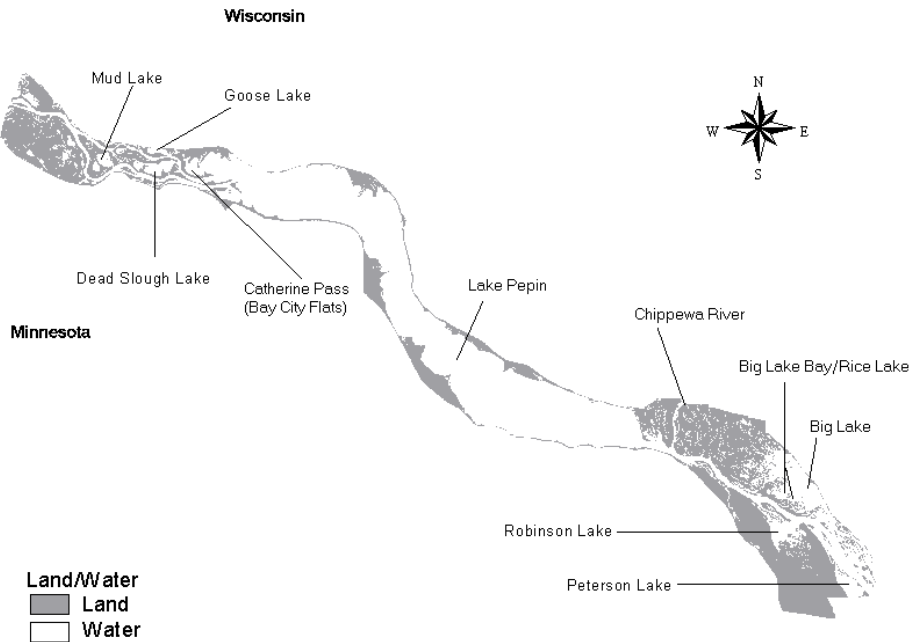 Wisconsin
Mud Lake
Goose Lake
N
W
E
S
Dead Slough Lake
Catherine Pass
(Bay City Flats)
Lake Pepin
Minnesota
Chippewa River
Big Lake Bay/Rice Lake
Big Lake
Robinson Lake
Peterson Lake
Land/Water
Land
Water